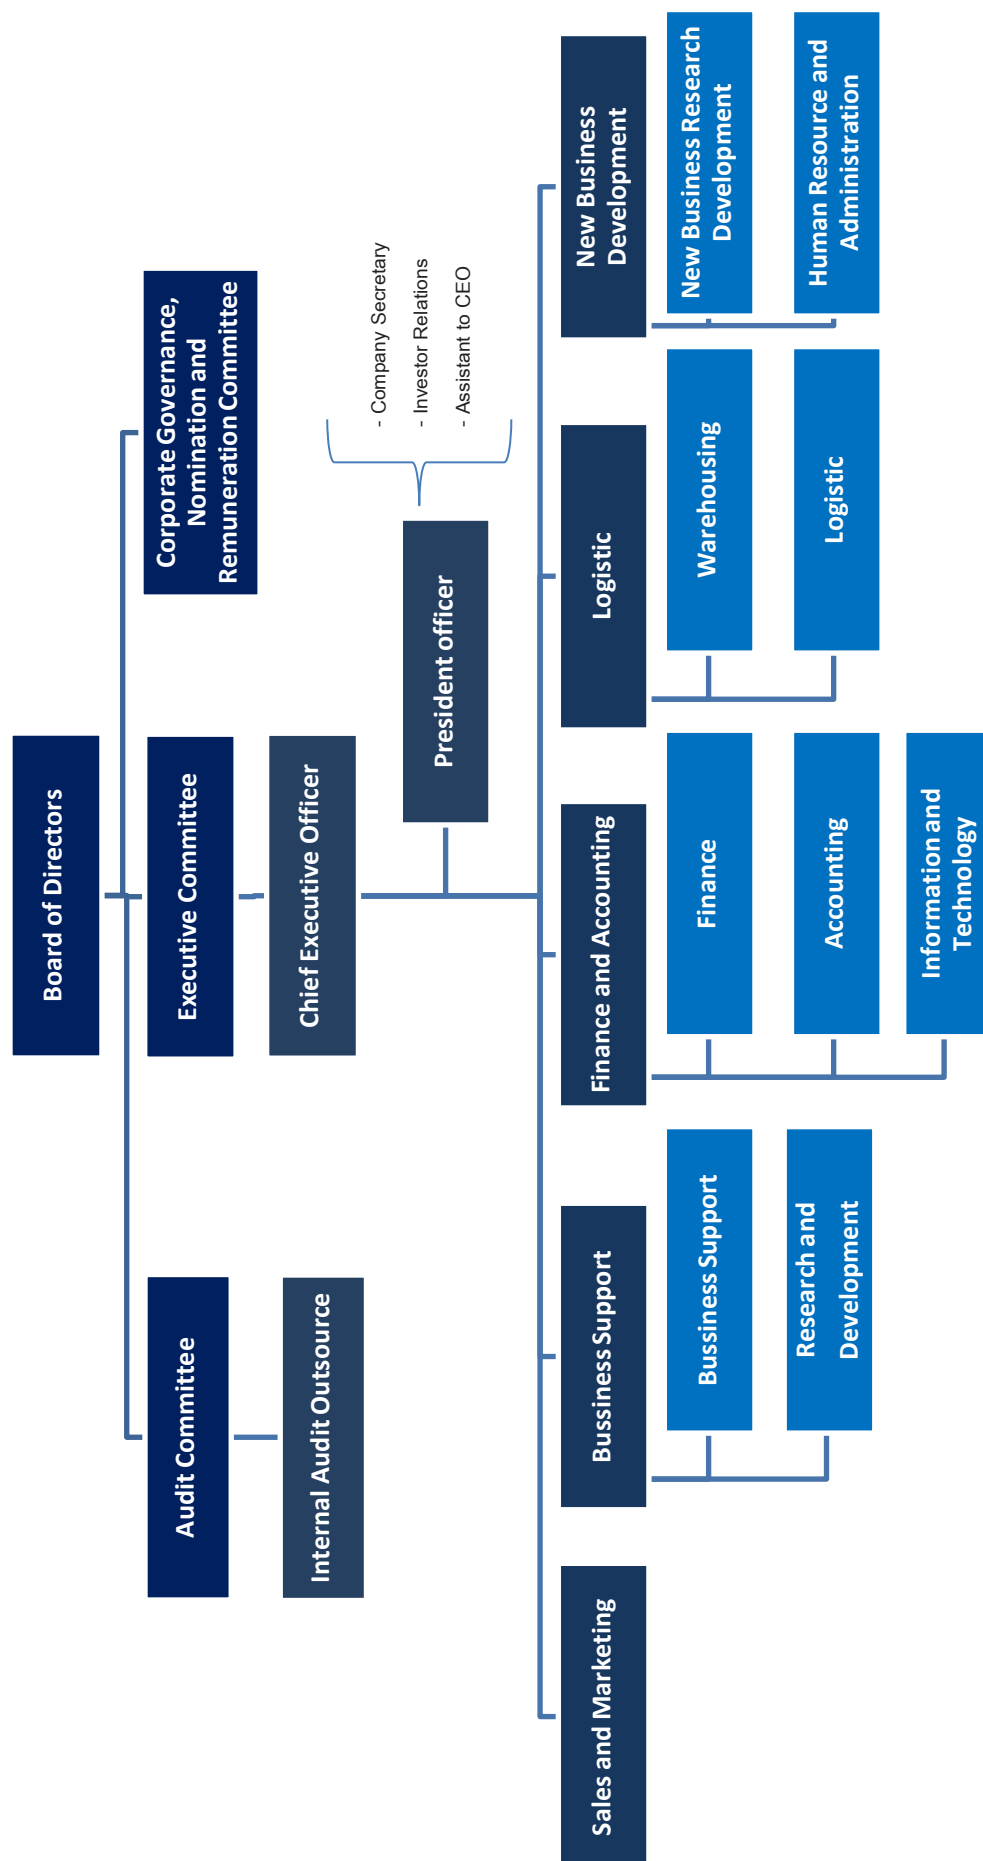 Board of Directors
Audit Committee
Executive Committee
Corporate Governance,
Nomination and
Remuneration Committee
Internal Audit Outsource
Chief Executive Officer
President officer
- Company Secretary
- Investor Relations
- Assistant to CEO
Sales and Marketing
Bussiness Support
Finance and Accounting
Logistic
New Business
Development
Bussiness Support
Finance
Warehousing
New Business Research
Development
Research and
Development
Accounting
Logistic
Human Resource and
Administration
Information and
Technology